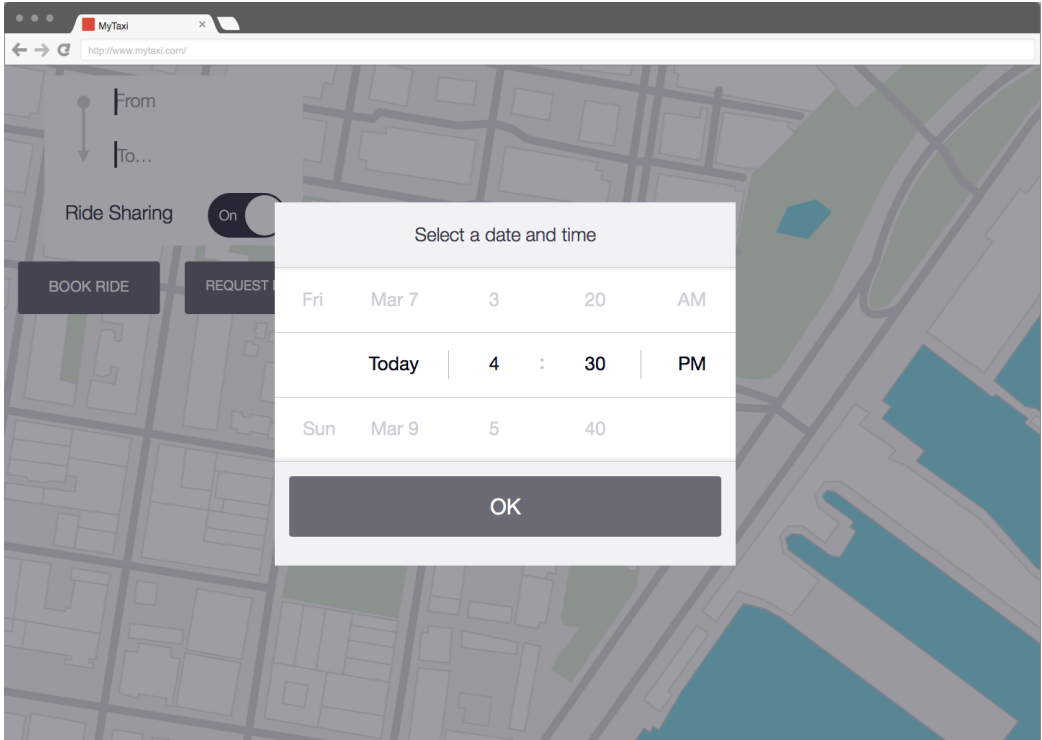 MyTaxi ×
http://www.mytaxi.com/
From
To...
Ride Sharing On
BOOK RIDE
REQUEST
Select a date and time
Fri Mar 7 3 20 AM
Today 4 : 30 PM
Sun Mar 9 5 40
OK